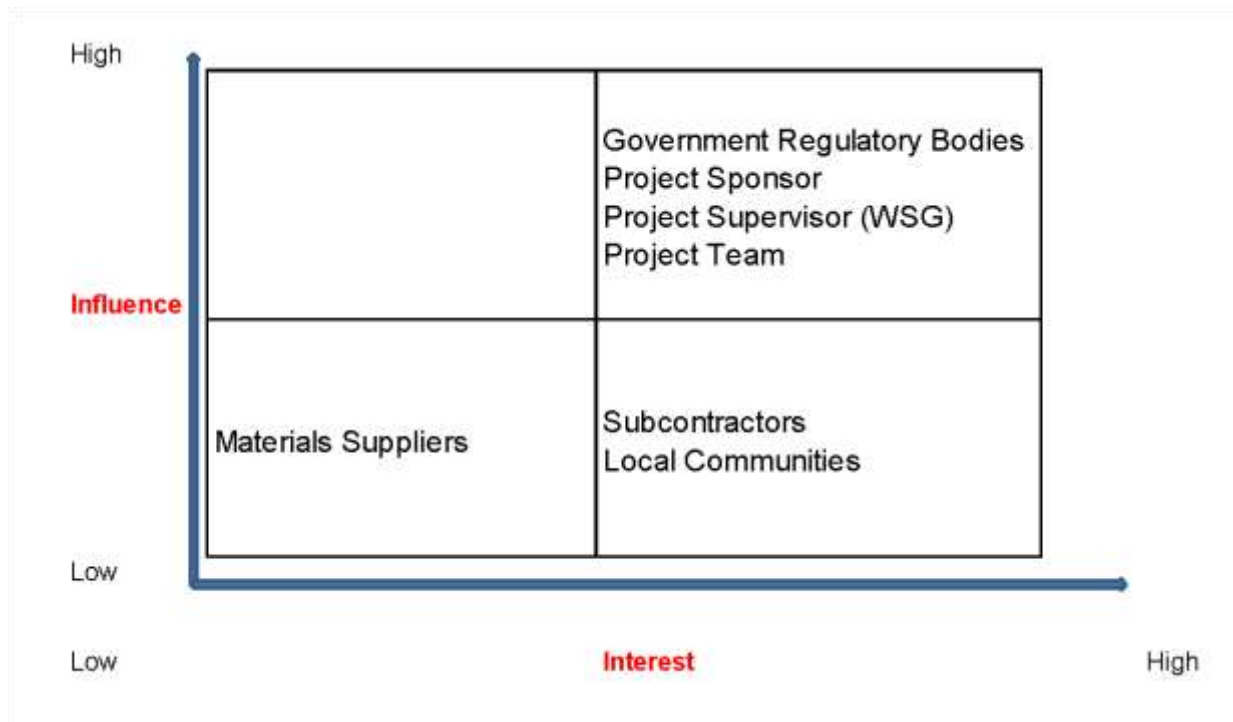 High
Government Regulatory Bodies
Project Sponsor
Project Supervisor (WSG)
Project Team
Influence
Materials Suppliers
Subcontractors
Local Communities
Low
Low
Interest
High